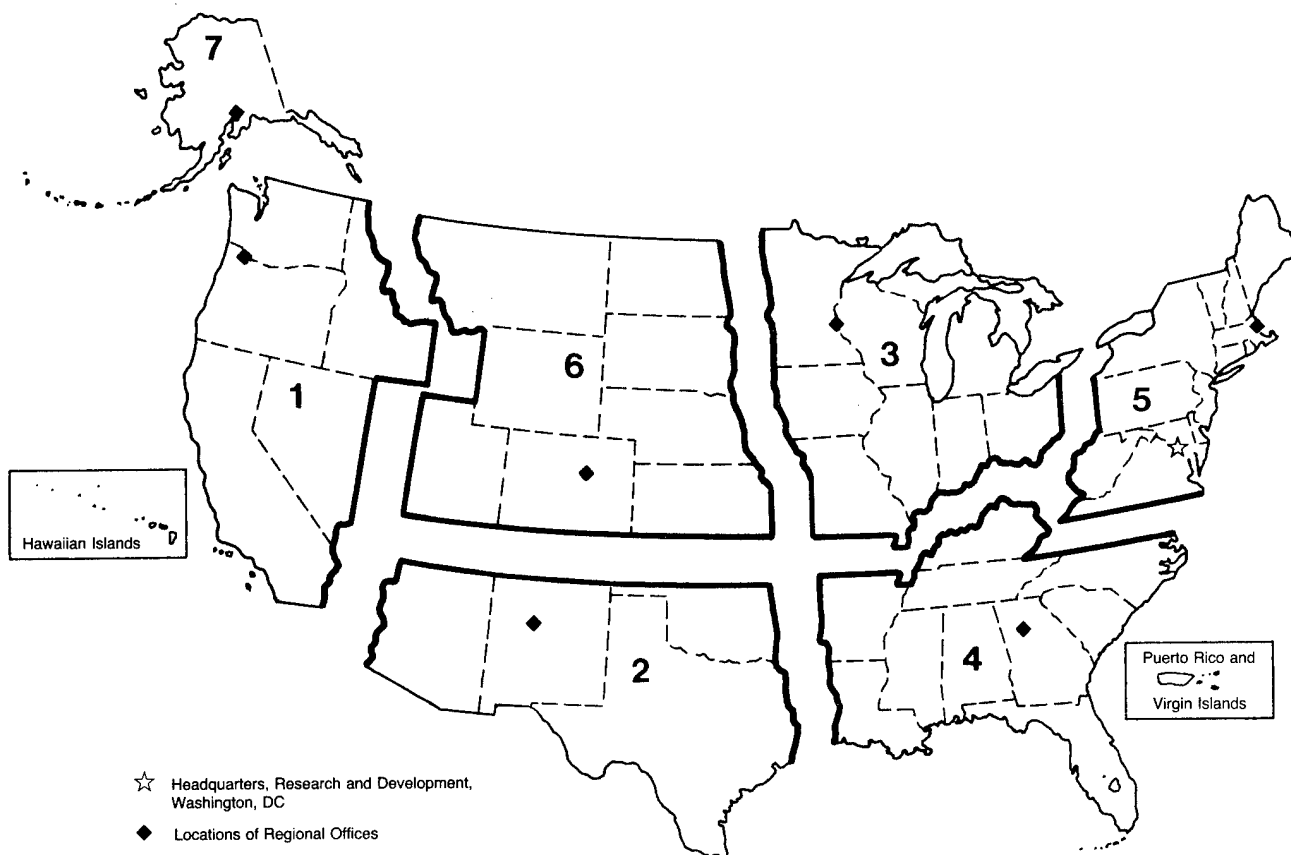 7
6
3
1
5
Hawaiian Islands
4
2
Puerto Rico and
Virgin Islands
Headquarters, Research and Development,
Washington, DC
Locations of Regional Offices